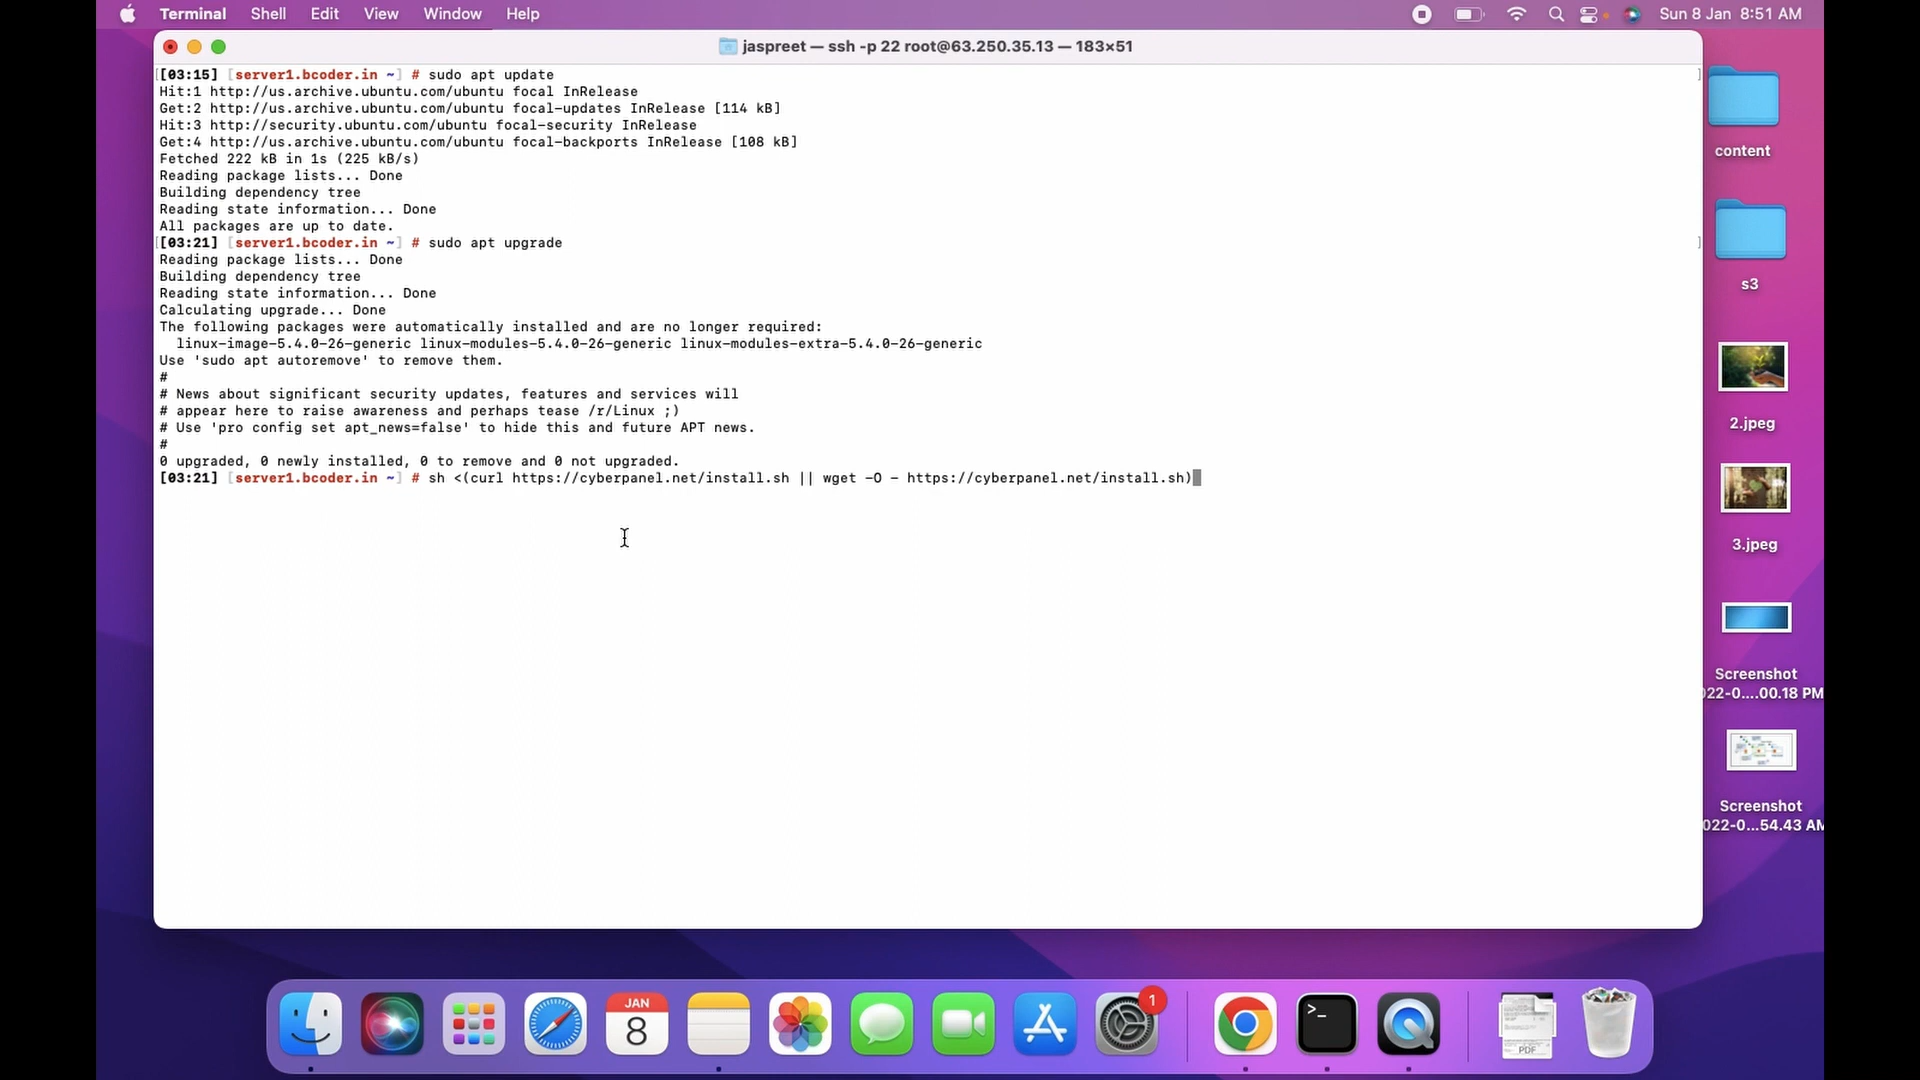 Terminal Shell Edit View Window Help Sun 8 Jan 8:51 AM
jaspreet — ssh -p 22 root@63.250.35.13 — 183×51
[[03:15] [server1.bcoder.in ~] # sudo apt update ]
Hit:1 http://us.archive.ubuntu.com/ubuntu focal InRelease
Get:2 http://us.archive.ubuntu.com/ubuntu focal-updates InRelease [114 kB]
Hit:3 http://security.ubuntu.com/ubuntu focal-security InRelease
Get:4 http://us.archive.ubuntu.com/ubuntu focal-backports InRelease [108 kB]
Fetched 222 kB in 1s (225 kB/s)
Reading package lists... Done
Building dependency tree
Reading state information... Done
All packages are up to date.
[[03:21] [server1.bcoder.in ~] # sudo apt upgrade ]
Reading package lists... Done
Building dependency tree
Reading state information... Done
Calculating upgrade... Done
The following packages were automatically installed and are no longer required:
linux-image-5.4.0-26-generic linux-modules-5.4.0-26-generic linux-modules-extra-5.4.0-26-generic
Use 'sudo apt autoremove' to remove them.
#
# News about significant security updates, features and services will
# appear here to raise awareness and perhaps tease /r/Linux ;)
# Use 'pro config set apt_news=false' to hide this and future APT news.
#
0 upgraded, 0 newly installed, 0 to remove and 0 not upgraded.
[03:21] [server1.bcoder.in ~] # sh <(curl https://cyberpanel.net/install.sh || wget -O - https://cyberpanel.net/install.sh)
content
s3
2.jpeg
3.jpeg
Screenshot
022-0....00.18 PM
Screenshot
022-0...54.43 AM
JAN
8
1
>_
PDF